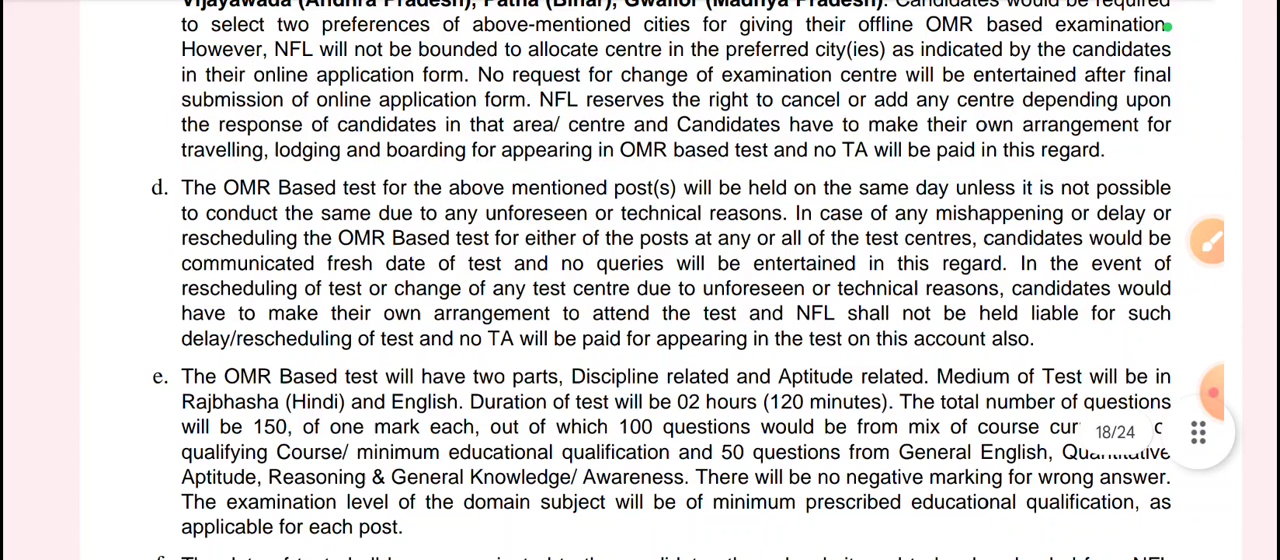 Vijayawada (Andhra Pradesh), Patna (Bihar), Gwalior (Madhya Pradesh). Candidates would be required
to select two preferences of above-mentioned cities for giving their offline OMR based examination.
However, NFL will not be bounded to allocate centre in the preferred city(ies) as indicated by the candidates
in their online application form. No request for change of examination centre will be entertained after final
submission of online application form. NFL reserves the right to cancel or add any centre depending upon
the response of candidates in that area/ centre and Candidates have to make their own arrangement for
travelling, lodging and boarding for appearing in OMR based test and no TA will be paid in this regard.
d. The OMR Based test for the above mentioned post(s) will be held on the same day unless it is not possible
to conduct the same due to any unforeseen or technical reasons. In case of any mishappening or delay or
rescheduling the OMR Based test for either of the posts at any or all of the test centres, candidates would be
communicated fresh date of test and no queries will be entertained in this regard. In the event of
rescheduling of test or change of any test centre due to unforeseen or technical reasons, candidates would
have to make their own arrangement to attend the test and NFL shall not be held liable for such
delay/rescheduling of test and no TA will be paid for appearing in the test on this account also.
e. The OMR Based test will have two parts, Discipline related and Aptitude related. Medium of Test will be in
Rajbhasha (Hindi) and English. Duration of test will be 02 hours (120 minutes). The total number of questions
will be 150, of one mark each, out of which 100 questions would be from mix of course cur
18/24
qualifying Course/ minimum educational qualification and 50 questions from General English, Quantitative
Aptitude, Reasoning & General Knowledge/ Awareness. There will be no negative marking for wrong answer.
The examination level of the domain subject will be of minimum prescribed educational qualification, as
applicable for each post.